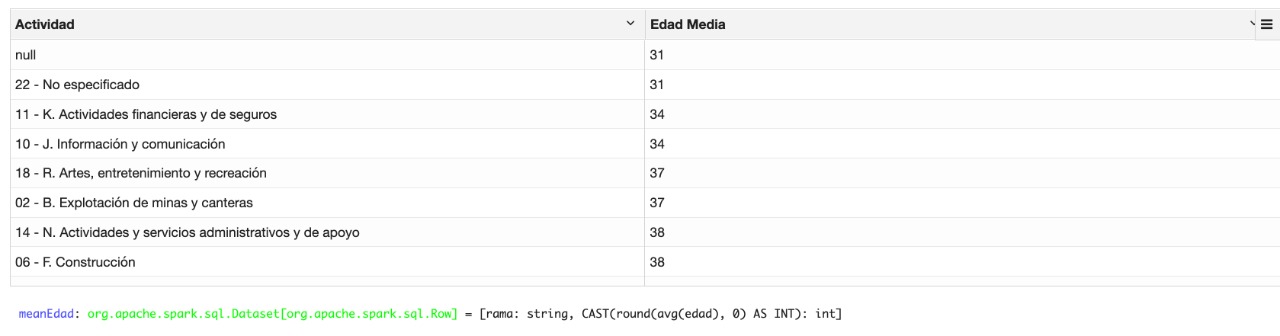 Actividad Edad Media
null 31
22 - No especificado 31
11 - K. Actividades financieras y de seguros 34
10 - J. Información y comunicación 34
18 - R. Artes, entretenimiento y recreación 37
02 - B. Explotación de minas y canteras 37
14 - N. Actividades y servicios administrativos y de apoyo 38
06 - F. Construcción 38
meanEdad: org.apache.spark.sql.Dataset[org.apache.spark.sql.Row] = [rama: string, CAST(round(avg(edad), 0) AS INT): int]